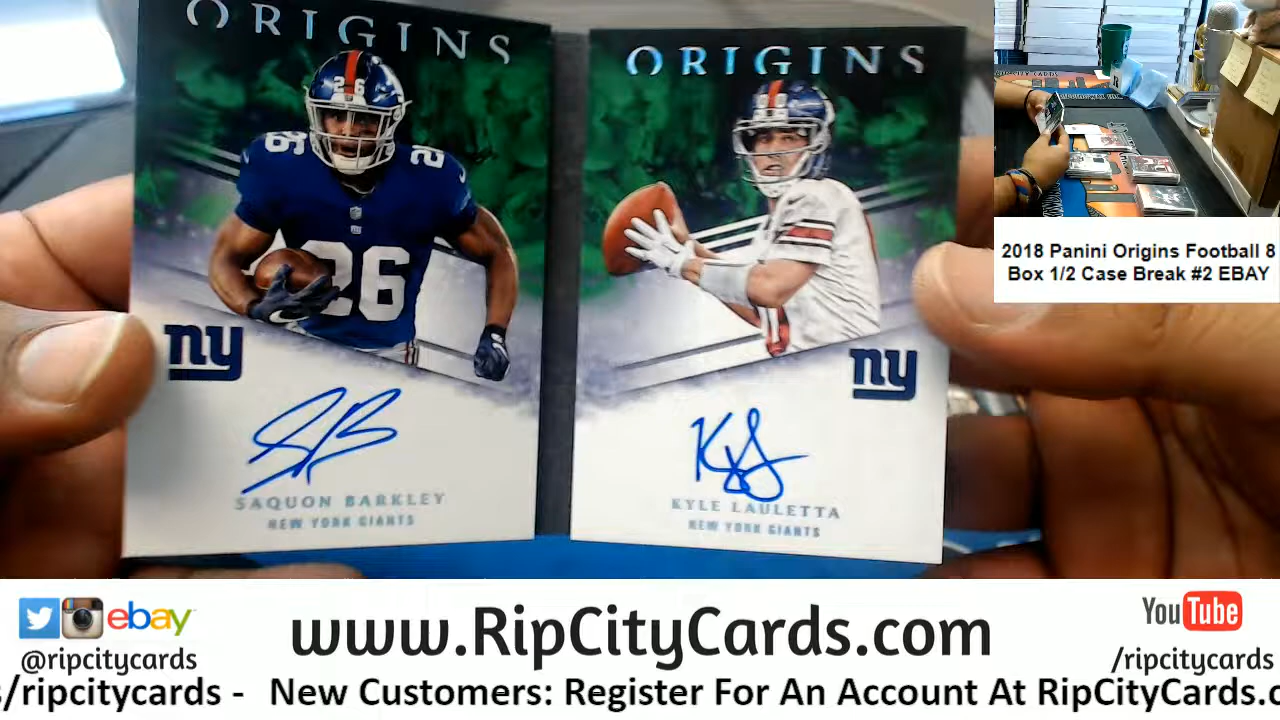 ORIGINS
26
26
26
26
ny
SB
SAQUON BARKLEY
NEW YORK GIANTS
ORIGINS
ny
KYLE LAULETTA
NEW YORK GIANTS
2018 Panini Origins Football 8
Box 1/2 Case Break #2 EBAY
ebay
@ripcitycards
www.RipCityCards.com
YouTube
/ripcitycards
s/ripcitycards - New Customers: Register For An Account At RipCityCards.c